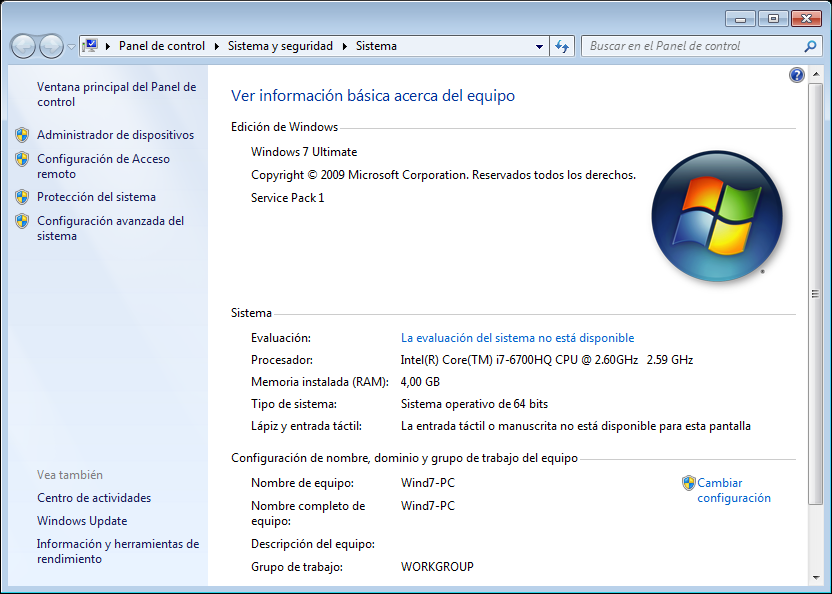 Panel de control Sistema y seguridad Sistema
Buscar en el Panel de control
Ventana principal del Panel de
control
Administrador de dispositivos
Configuración de Acceso
remoto
Protección del sistema
Configuración avanzada del
sistema
Vea también
Centro de actividades
Windows Update
Información y herramientas de
rendimiento
Ver información básica acerca del equipo
Edición de Windows
Windows 7 Ultimate
Copyright © 2009 Microsoft Corporation. Reservados todos los derechos.
Service Pack 1
Sistema
Evaluación: La evaluación del sistema no está disponible
Procesador: Intel(R) Core(TM) i7-6700HQ CPU @ 2.60GHz 2.59 GHz
Memoria instalada (RAM): 4,00 GB
Tipo de sistema: Sistema operativo de 64 bits
Lápiz y entrada táctil: La entrada táctil o manuscrita no está disponible para esta pantalla
Configuración de nombre, dominio y grupo de trabajo del equipo
Nombre de equipo: Wind7-PC
Cambiar
configuración
Nombre completo de
equipo: Wind7-PC
Descripción del equipo:
Grupo de trabajo: WORKGROUP